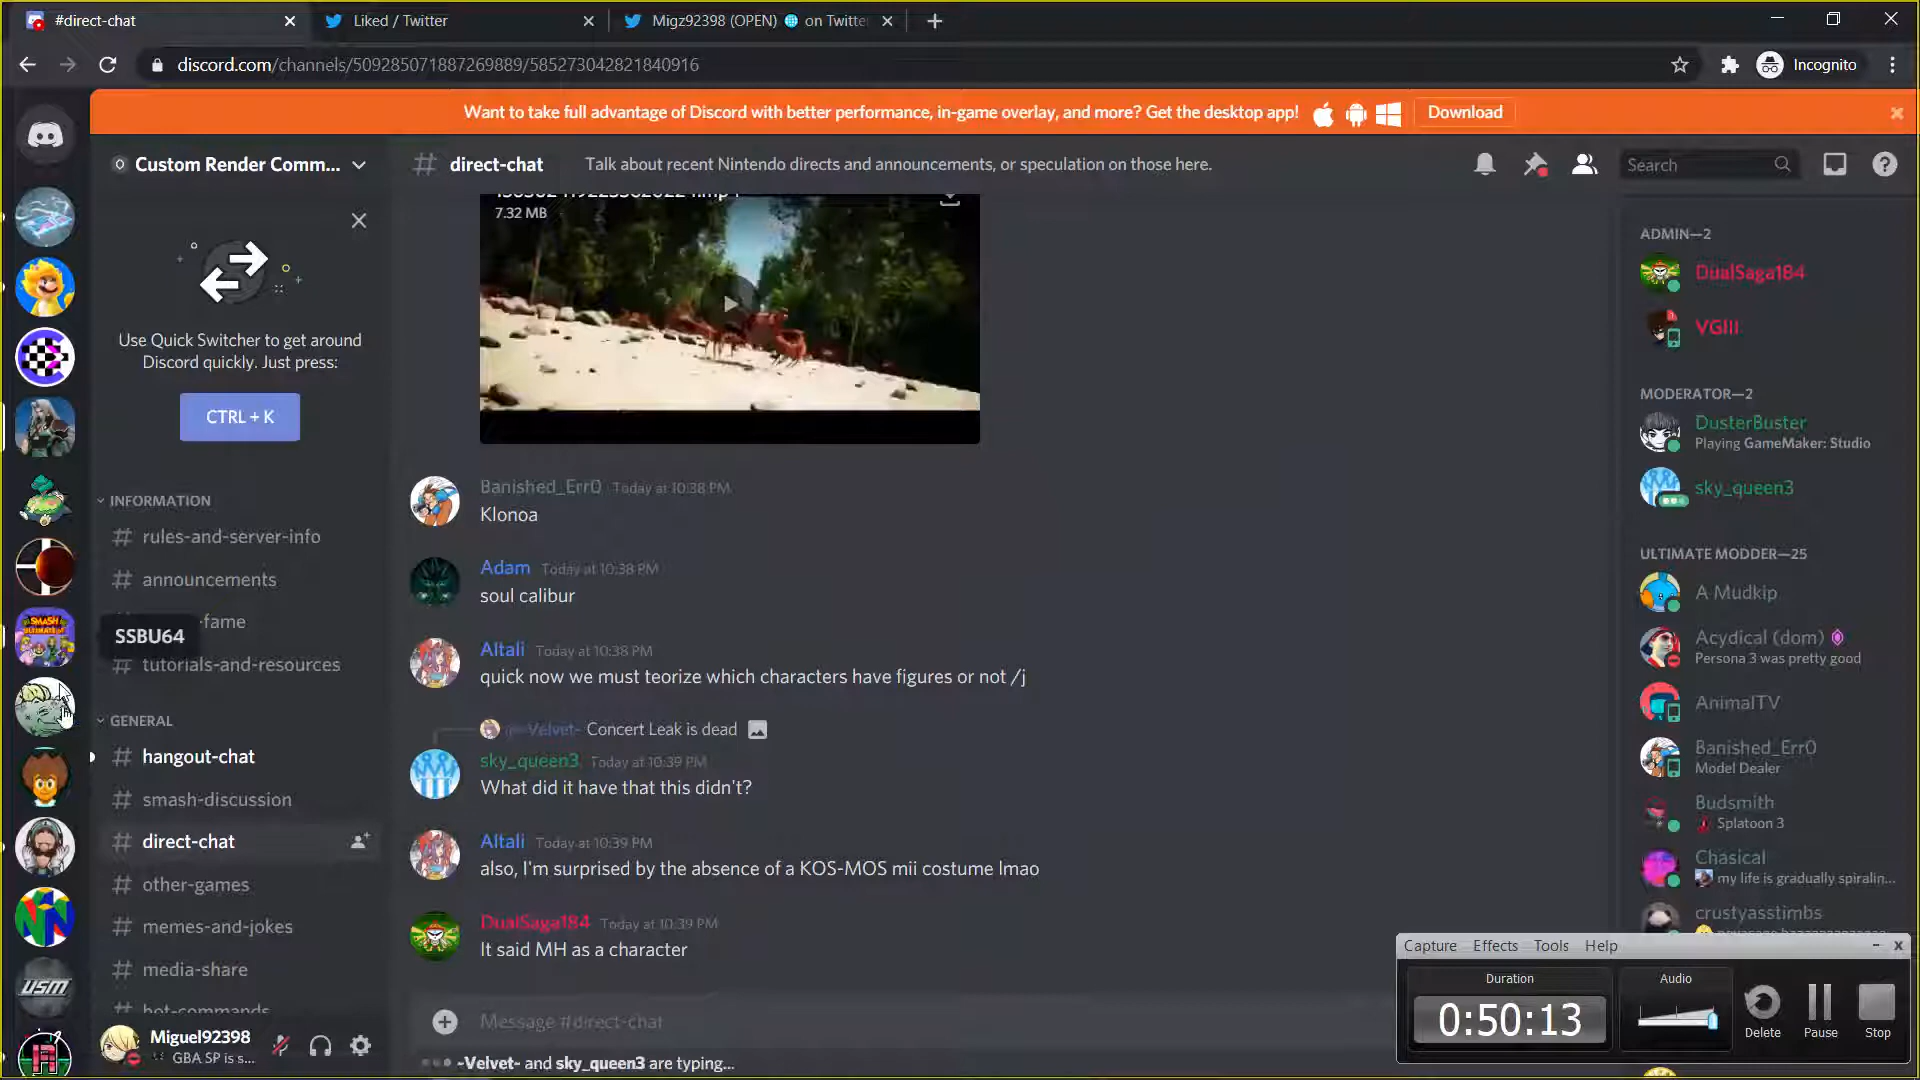 #direct-chat
Liked / Twitter
Migz92398 (OPEN) 🌐 on Twitte
discord.com/channels/509285071887269889/585273042821840916
Incognito
Want to take full advantage of Discord with better performance, in-game overlay, and more? Get the desktop app!
Download
Custom Render Comm...
direct-chat
Talk about recent Nintendo directs and announcements, or speculation on those here.
Search
Use Quick Switcher to get around
Discord quickly. Just press:
CTRL + K
INFORMATION
rules-and-server-info
announcements
-fame
SSBU64
tutorials-and-resources
GENERAL
hangout-chat
smash-discussion
direct-chat
other-games
memes-and-jokes
media-share
bot-commands
Miguel92398
GBA SP is s...
SMASH
USM
7.32 MB
Banished_Err0 Today at 10:38 PM
Klonoa
Adam Today at 10:38 PM
soul calibur
Altali Today at 10:38 PM
quick now we must teorize which characters have figures or not /j
-Velvet- Concert Leak is dead
sky_queen3 Today at 10:39 PM
What did it have that this didn't?
Altali Today at 10:39 PM
also, I'm surprised by the absence of a KOS-MOS mii costume lmao
DualSaga184 Today at 10:39 PM
It said MH as a character
Message #direct-chat
-Velvet- and sky_queen3 are typing...
ADMIN—2
DualSaga184
VGIII
MODERATOR—2
DusterBuster
Playing GameMaker: Studio
sky_queen3
ULTIMATE MODDER—25
A Mudkip
Acydical (dom)
Persona 3 was pretty good
AnimalTV
Banished_Err0
Model Dealer
Budsmith
Splatoon 3
Chasical
my life is gradually spiralin...
crustyasstimbs
Capture Effects Tools Help
Duration
0:50:13
Audio
Delete
Pause
Stop